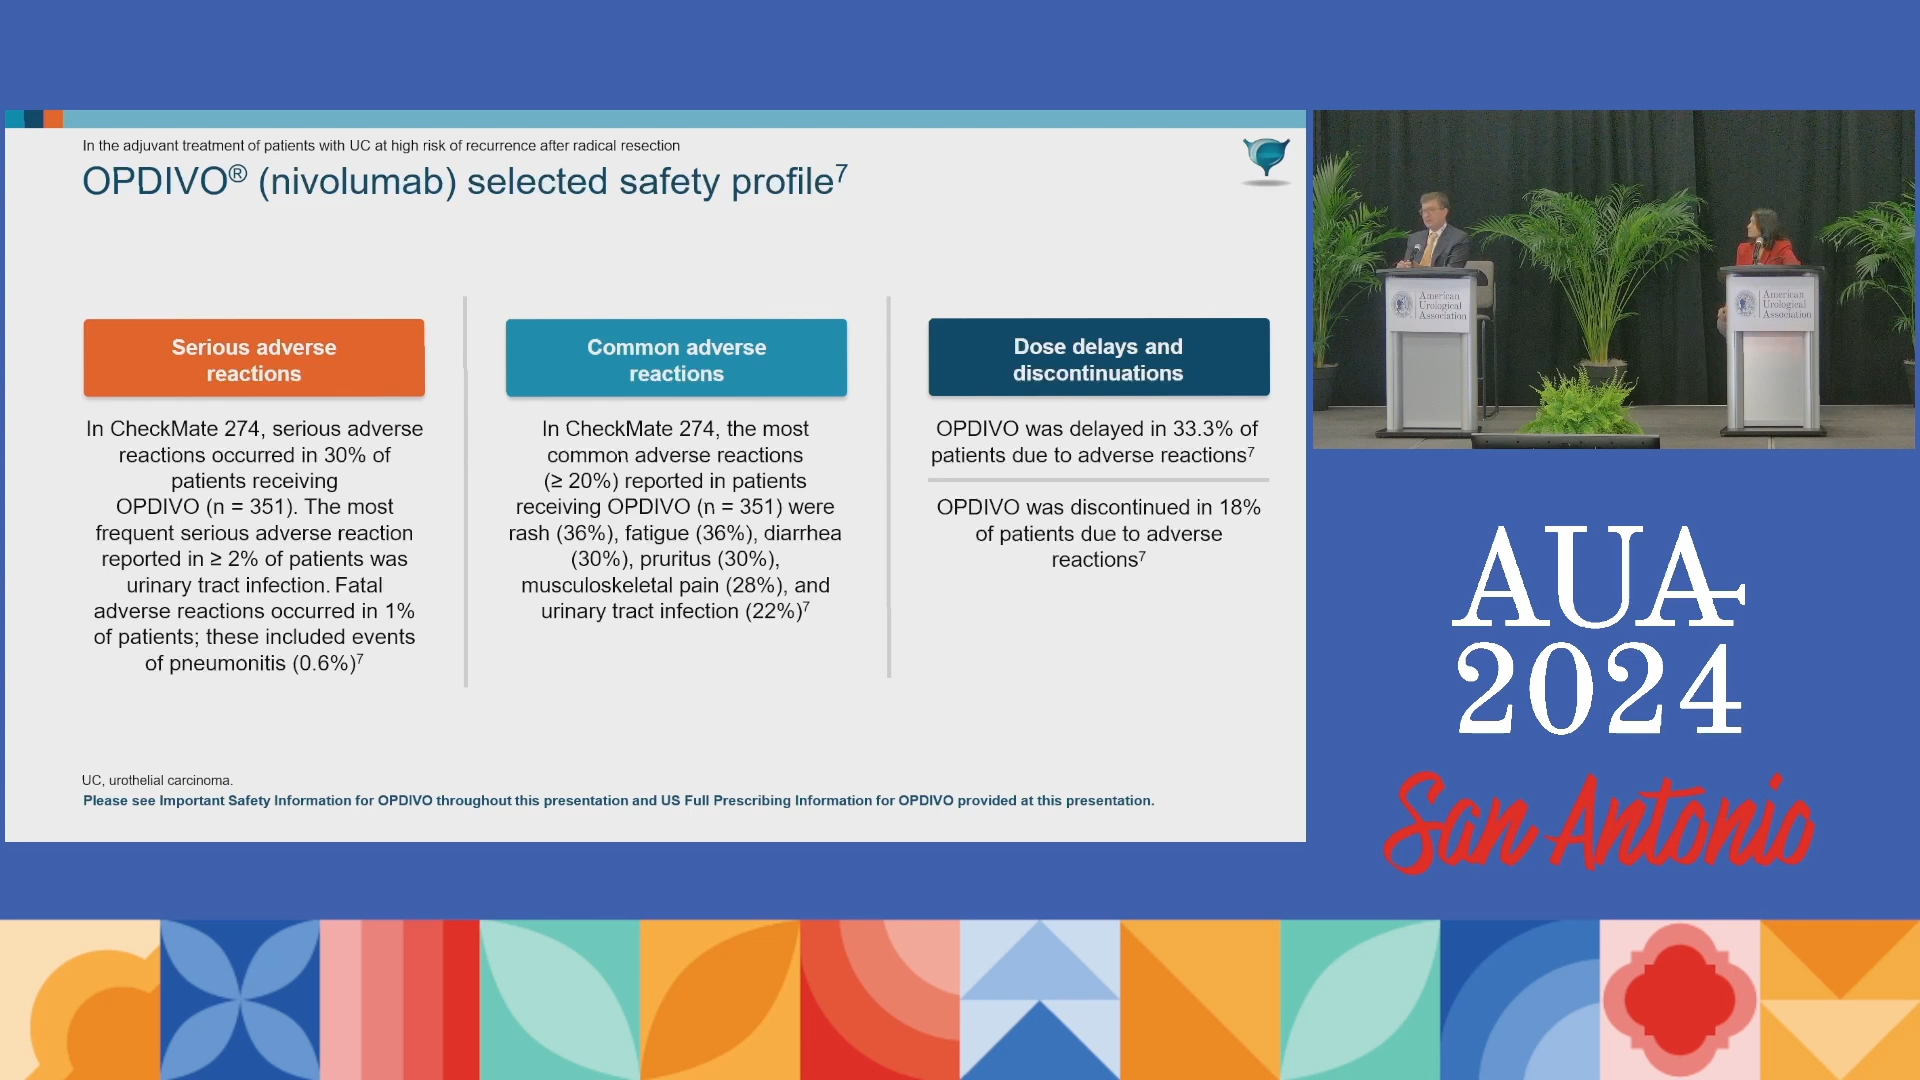 In the adjuvant treatment of patients with UC at high risk of recurrence after radical resection
OPDIVO® (nivolumab) selected safety profile⁷
Serious adverse
reactions
In CheckMate 274, serious adverse
reactions occurred in 30% of
patients receiving
OPDIVO (n = 351). The most
frequent serious adverse reaction
reported in ≥ 2% of patients was
urinary tract infection. Fatal
adverse reactions occurred in 1%
of patients; these included events
of pneumonitis (0.6%)⁷
Common adverse
reactions
In CheckMate 274, the most
common adverse reactions
(≥ 20%) reported in patients
receiving OPDIVO (n = 351) were
rash (36%), fatigue (36%), diarrhea
(30%), pruritus (30%),
musculoskeletal pain (28%), and
urinary tract infection (22%)⁷
Dose delays and
discontinuations
OPDIVO was delayed in 33.3% of
patients due to adverse reactions⁷
OPDIVO was discontinued in 18%
of patients due to adverse
reactions⁷
UC, urothelial carcinoma.
Please see Important Safety Information for OPDIVO throughout this presentation and US Full Prescribing Information for OPDIVO provided at this presentation.
American
Urological
Association
American
Urological
Association
AUA
2024
San Antonio